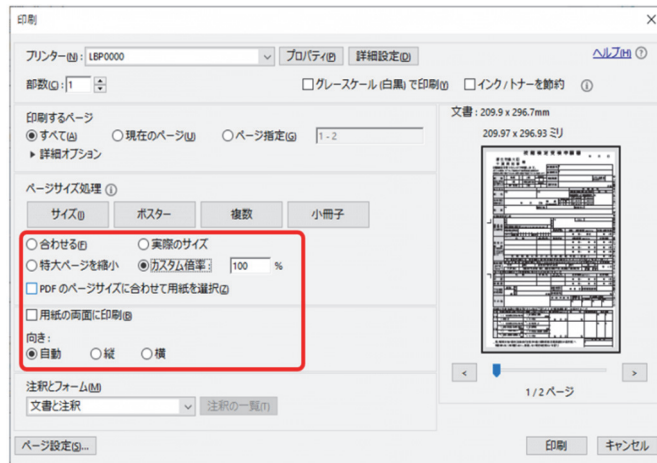 印刷
プリンター(N): LBP0000 プロパティ(P) 詳細設定(D) ヘルプ(H)
部数(C): 1 グレースケール (白黒) で印刷(Y) インク/トナーを節約
印刷するページ
すべて(A) 現在のページ(U) ページ指定(G) 1 - 2
詳細オプション
ページサイズ処理
サイズ(I) ポスター 複数 小冊子
合わせる(F) 実際のサイズ
特大ページを縮小 カスタム倍率: 100 %
PDF のページサイズに合わせて用紙を選択(Z)
用紙の両面に印刷(B)
向き:
自動 縦 横
注釈とフォーム(M)
文書と注釈 注釈の一覧(T)
文書: 209.9 x 296.7mm
209.97 x 296.93 ミリ
< >
1 / 2 ページ
ページ設定(S)... 印刷 キャンセル